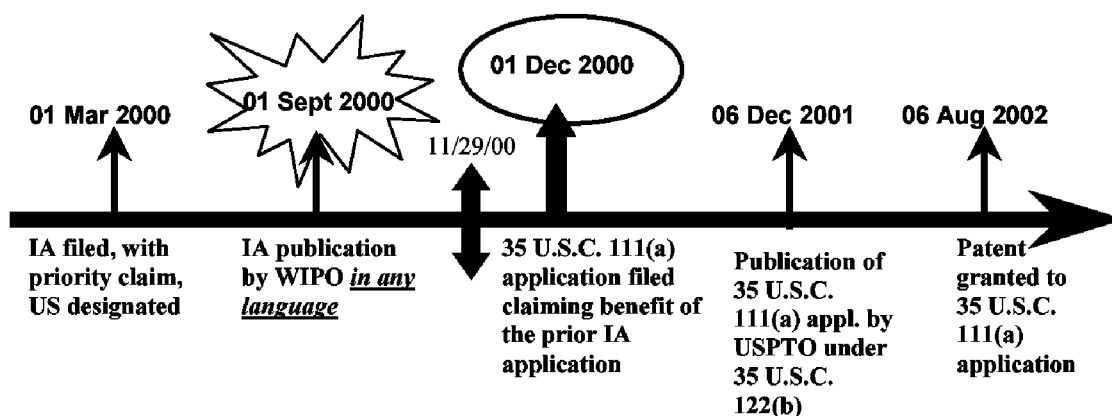 01 Mar 2000
01 Sept 2000
11/29/00
01 Dec 2000
06 Dec 2001
06 Aug 2002
IA filed, with
priority claim,
US designated
IA publication
by WIPO in any
language
35 U.S.C. 111(a)
application filed
claiming benefit of
the prior IA
application
Publication of
35 U.S.C.
111(a) appl. by
USPTO under
35 U.S.C.
122(b)
Patent
granted to
35 U.S.C.
111(a)
application